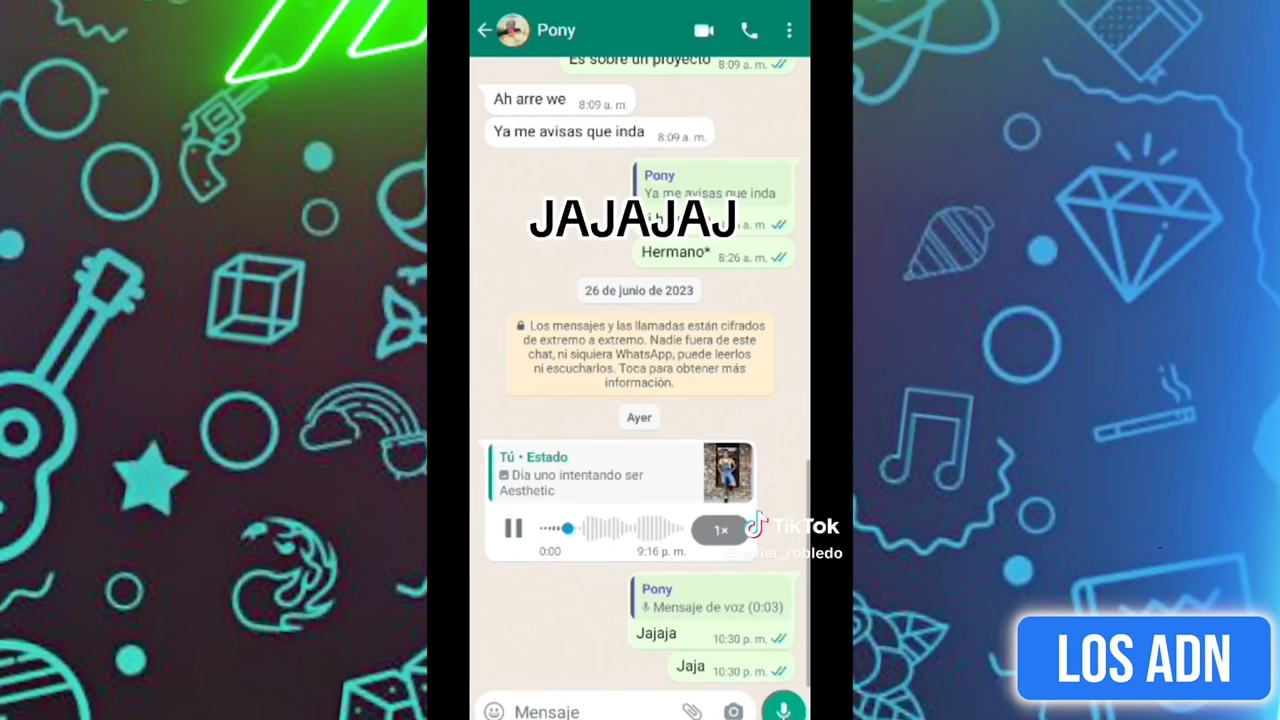 Pony
Es sobre un proyecto 8:09 a. m.
Ah arre we 8:09 a. m.
Ya me avisas que inda 8:09 a. m.
Pony
Ya me avisas que inda
JAJAJAJ
a. m.
Hermano* 8:26 a. m.
26 de junio de 2023
Los mensajes y las llamadas están cifrados
de extremo a extremo. Nadie fuera de este
chat, ni siquiera WhatsApp, puede leerlos
ni escucharlos. Toca para obtener más
información.
Ayer
Tú • Estado
Día uno intentando ser
Aesthetic
1×
TikTok
0:00 9:16 p. m.
Pony
Mensaje de voz (0:03)
Jajaja 10:30 p. m.
Jaja 10:30 p. m.
LOS ADN
Mensaje